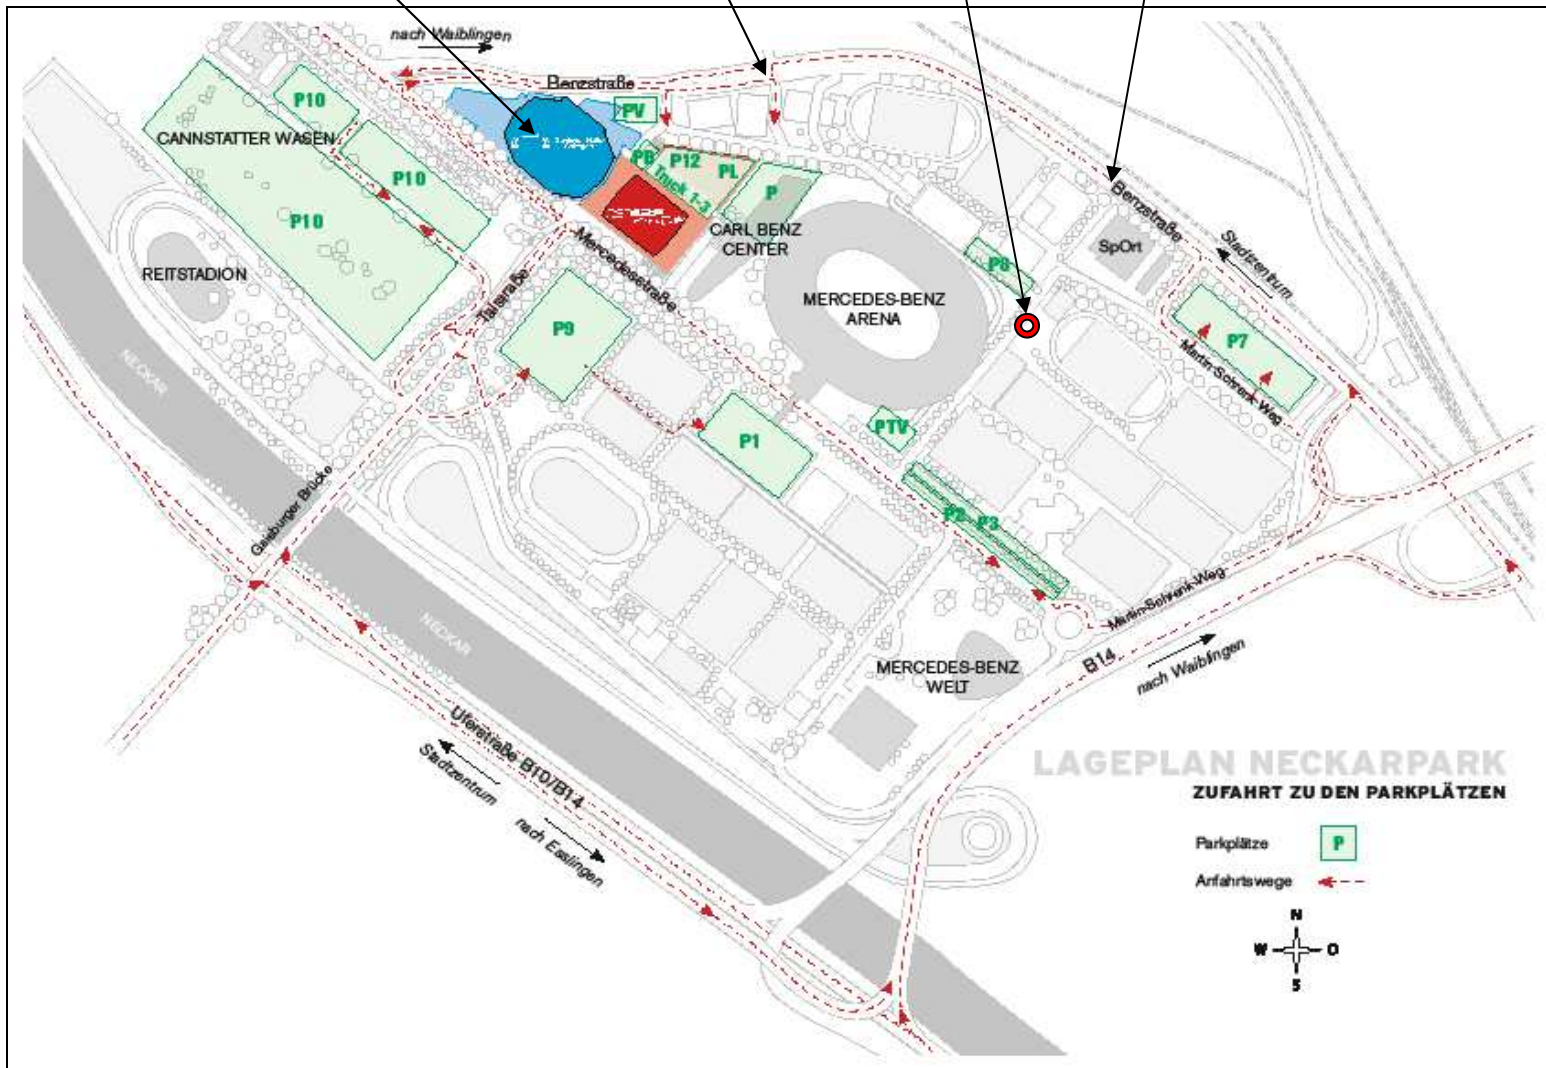 nach Waiblingen
Benzstraße
P10
PV
CANNSTATTER WASEN
PB
P12
PL
Truck 1-3
P10
P
P10
CARL BENZ
CENTER
Benzstraße
SpOrt
Stadtzentrum
Mercedesstraße
P8
REITSTADION
Talstraße
MERCEDES-BENZ
ARENA
P9
P7
Martin-Schrenk-Weg
NECKAR
PTV
P1
Gaisburger Brücke
P2
P3
Martin-Schrenk-Weg
NECKAR
MERCEDES-BENZ
WELT
B14
nach Waiblingen
Uferstraße B10/B14
Stadtzentrum
nach Esslingen
LAGEPLAN NECKARPARK
ZUFAHRT ZU DEN PARKPLÄTZEN
Parkplätze
P
Anfahrtswege
N
W
O
S